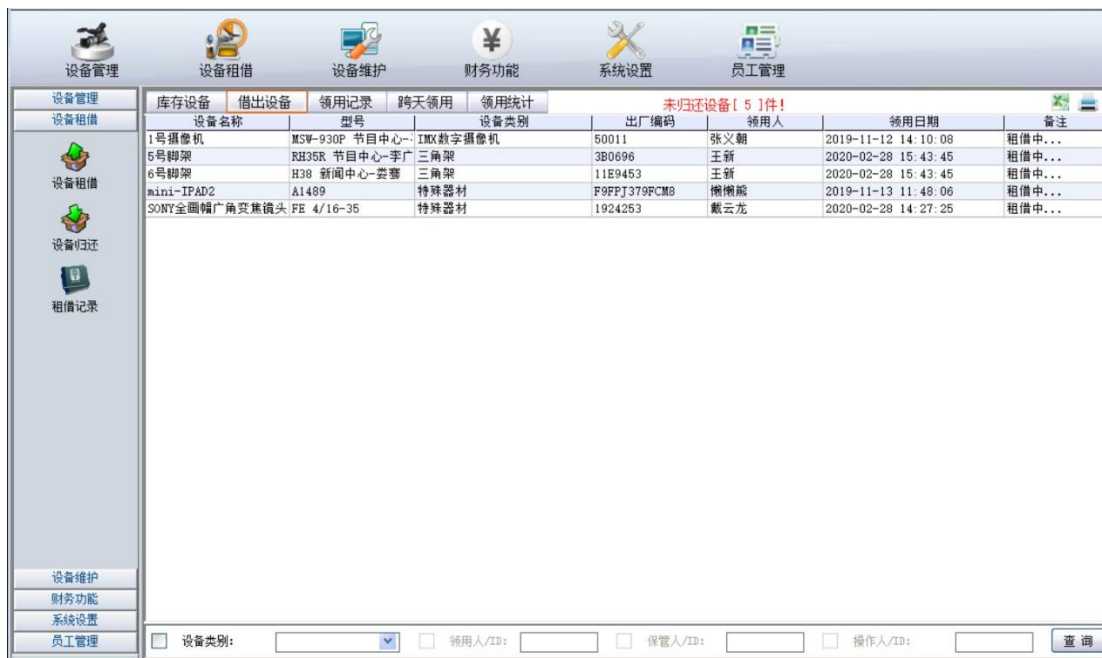 设备管理 设备租借 设备维护 财务功能 系统设置 员工管理
设备管理
设备租借
设备租借
设备归还
租借记录
设备维护
财务功能
系统设置
员工管理
库存设备 借出设备 领用记录 跨天领用 领用统计 未归还设备[ 5 ]件!
设备名称 型号 设备类别 出厂编码 领用人 领用日期 备注
1号摄像机 MSW-930P 节目中心- IMX数字摄像机 50011 张义朝 2019-11-12 14:10:08 租借中...
5号脚架 RH35R 节目中心-李广 三角架 3B0696 王新 2020-02-28 15:43:45 租借中...
6号脚架 H38 新闻中心-娄骞 三角架 11E9453 王新 2020-02-28 15:43:45 租借中...
mini-IPAD2 A1489 特殊器材 F9FPJ379FCM8 懒懒熊 2019-11-13 11:48:06 租借中...
SONY全画幅广角变焦镜头 FE 4/16-35 特殊器材 1924253 戴云龙 2020-02-28 14:27:25 租借中...
设备类别: 领用人/ID: 保管人/ID: 操作人/ID: 查 询